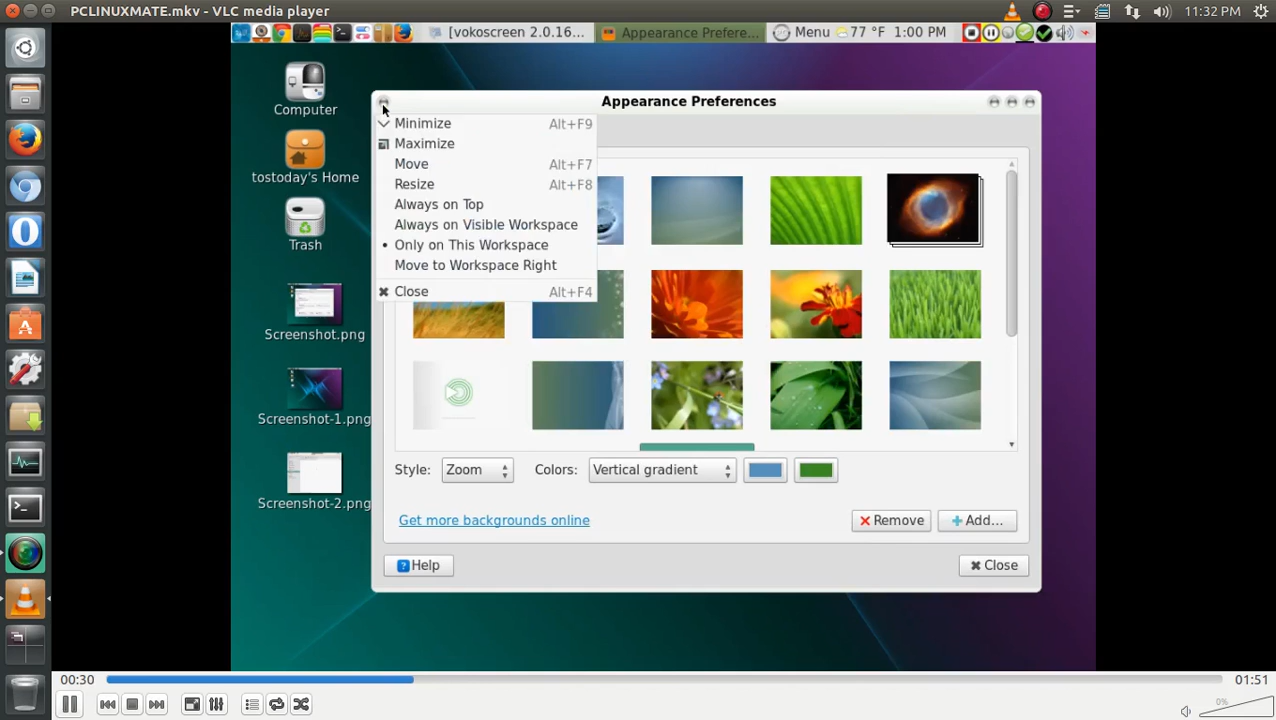 PCLINUXMATE.mkv - VLC media player
11:32 PM
[vokoscreen 2.0.16...
Appearance Prefere...
Menu
77 °F
1:00 PM
Computer
tostoday's Home
Trash
Screenshot.png
Screenshot-1.png
Screenshot-2.png
Appearance Preferences
Minimize Alt+F9
Maximize
Move Alt+F7
Resize Alt+F8
Always on Top
Always on Visible Workspace
Only on This Workspace
Move to Workspace Right
Close Alt+F4
Style: Zoom Colors: Vertical gradient
Get more backgrounds online
Remove
Add...
Help
Close
00:30
01:51
0%